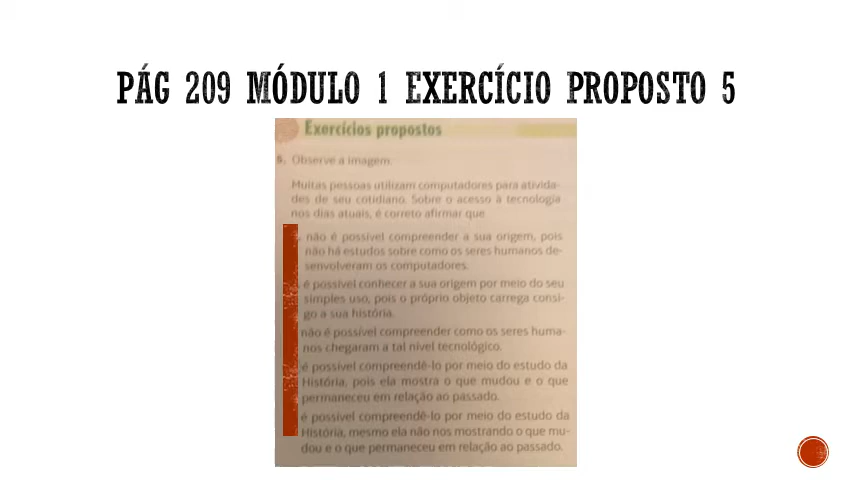 PÁG 209 MÓDULO 1 EXERCÍCIO PROPOSTO 5
Exercícios propostos
5. Observe a imagem.
Muitas pessoas utilizam computadores para ativida-
des de seu cotidiano. Sobre o acesso à tecnologia
nos dias atuais, é correto afirmar que
não é possível compreender a sua origem, pois
não há estudos sobre como os seres humanos de-
senvolveram os computadores.
é possível conhecer a sua origem por meio do seu
simples uso, pois o próprio objeto carrega consi-
go a sua história.
não é possível compreender como os seres huma-
nos chegaram a tal nível tecnológico.
é possível compreendê-lo por meio do estudo da
História, pois ela mostra o que mudou e o que
permaneceu em relação ao passado.
é possível compreendê-lo por meio do estudo da
História, mesmo ela não nos mostrando o que mu-
dou e o que permaneceu em relação ao passado.